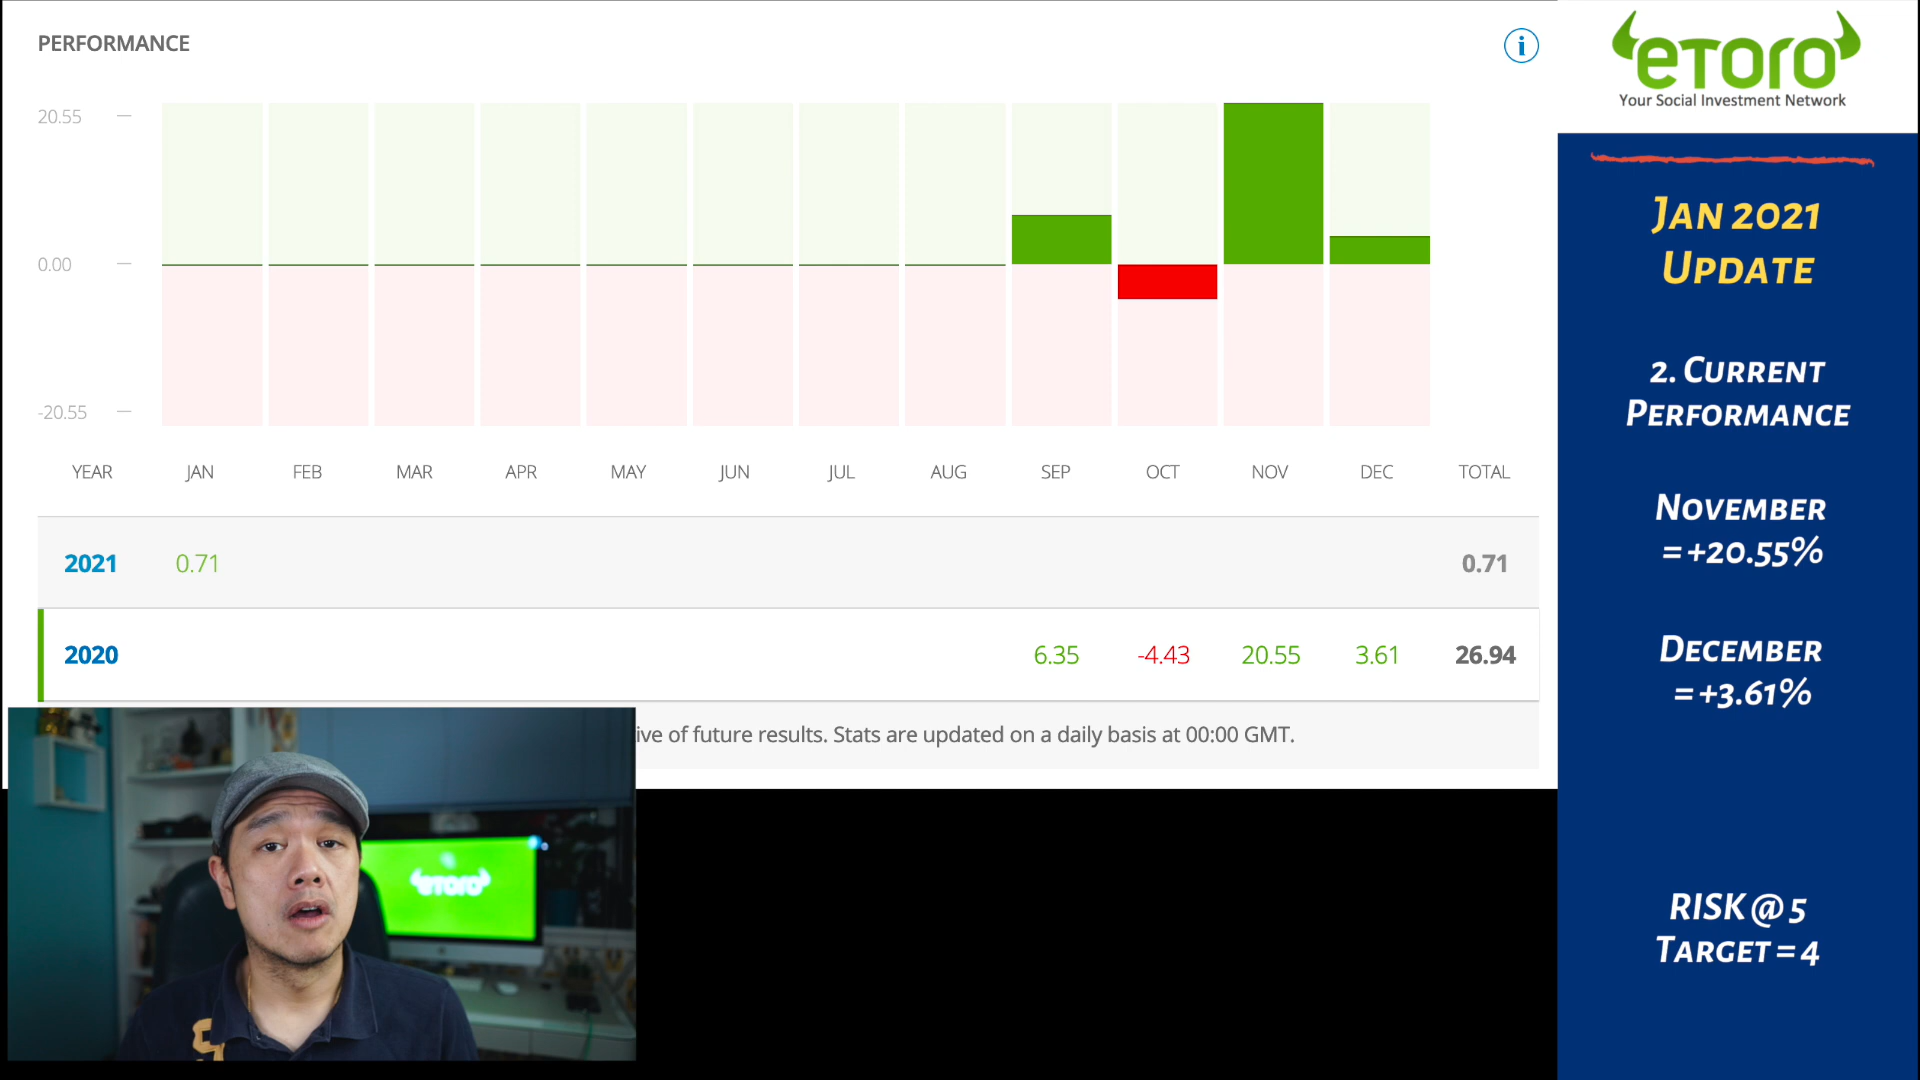 PERFORMANCE
i
20.55
0.00
-20.55
YEAR JAN FEB MAR APR MAY JUN JUL AUG SEP OCT NOV DEC TOTAL
2021 0.71 0.71
2020 6.35 -4.43 20.55 3.61 26.94
of future results. Stats are updated on a daily basis at 00:00 GMT.
eTORO
Your Social Investment Network
JAN 2021
UPDATE
2. CURRENT
PERFORMANCE
NOVEMBER
=+20.55%
DECEMBER
=+3.61%
RISK @ 5
TARGET = 4
eTORO